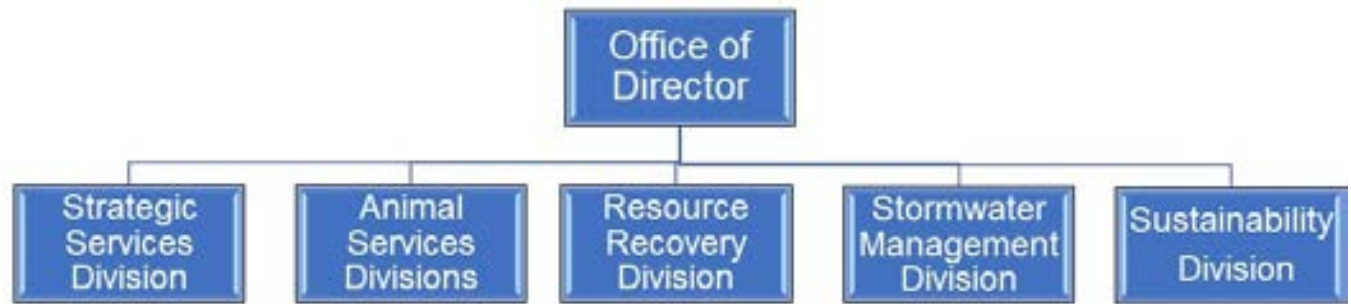 Office of
Director
Strategic
Services
Division
Animal
Services
Divisions
Resource
Recovery
Division
Stormwater
Management
Division
Sustainability
Division